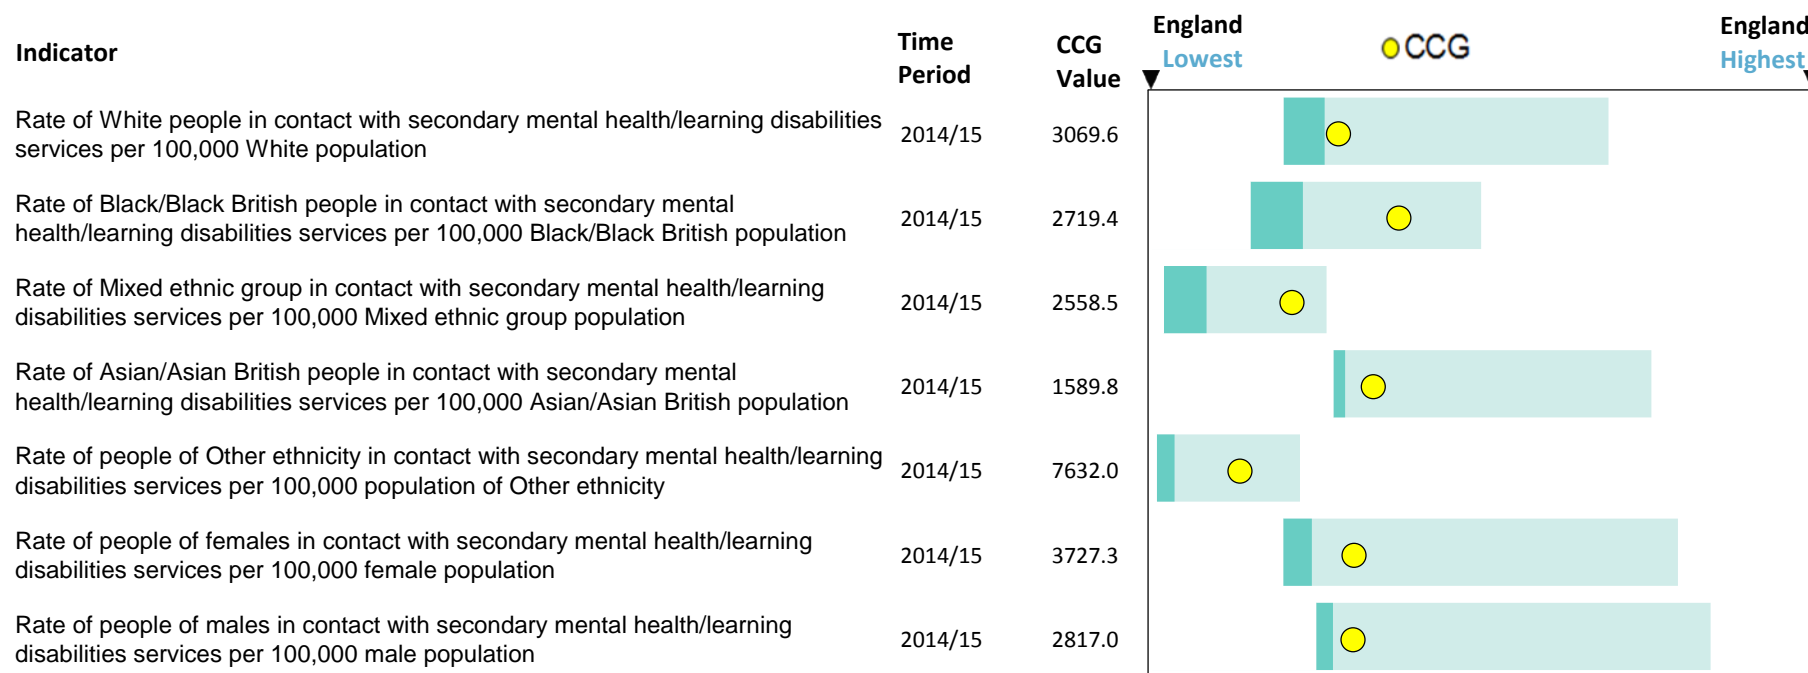 Indicator
Time
Period
CCG
Value
England
Lowest
CCG
England
Highest
Rate of White people in contact with secondary mental health/learning disabilities
services per 100,000 White population
2014/15
3069.6
Rate of Black/Black British people in contact with secondary mental
health/learning disabilities services per 100,000 Black/Black British population
2014/15
2719.4
Rate of Mixed ethnic group in contact with secondary mental health/learning
disabilities services per 100,000 Mixed ethnic group population
2014/15
2558.5
Rate of Asian/Asian British people in contact with secondary mental
health/learning disabilities services per 100,000 Asian/Asian British population
2014/15
1589.8
Rate of people of Other ethnicity in contact with secondary mental health/learning
disabilities services per 100,000 population of Other ethnicity
2014/15
7632.0
Rate of people of females in contact with secondary mental health/learning
disabilities services per 100,000 female population
2014/15
3727.3
Rate of people of males in contact with secondary mental health/learning
disabilities services per 100,000 male population
2014/15
2817.0